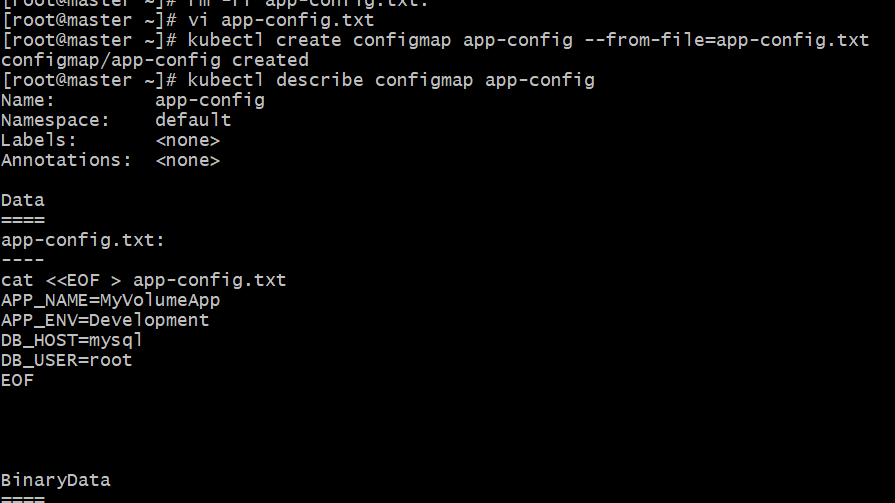 [root@master ~]# rm -rf app-config.txt.
[root@master ~]# vi app-config.txt
[root@master ~]# kubectl create configmap app-config --from-file=app-config.txt
configmap/app-config created
[root@master ~]# kubectl describe configmap app-config
Name:         app-config
Namespace:    default
Labels:       <none>
Annotations:  <none>

Data
====
app-config.txt:
----
cat <<EOF > app-config.txt
APP_NAME=MyVolumeApp
APP_ENV=Development
DB_HOST=mysql
DB_USER=root
EOF

BinaryData
====